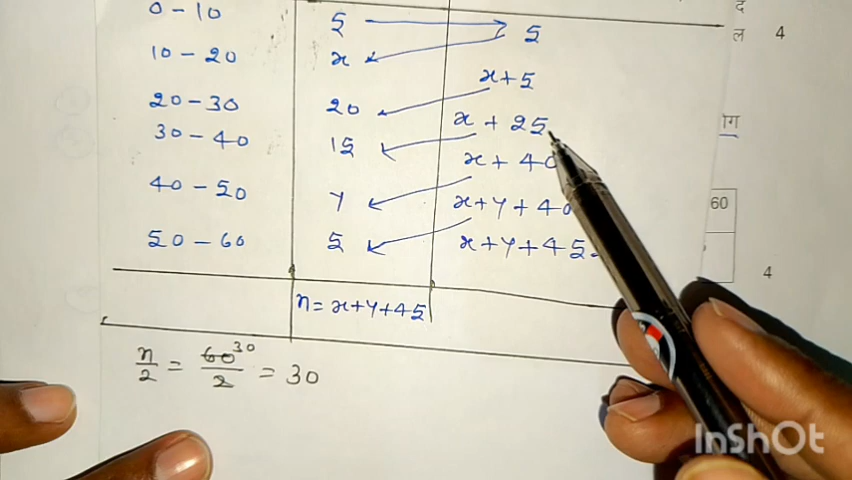 0 - 10 5 5
10 - 20 x
x + 5
20 - 30 20
x + 25
30 - 40 15
x + 40
40 - 50 y
x + y + 40
50 - 60 5 x + y + 45
n = x + y + 45
n/2 = 60/2 30 = 30
द
ल 4
ग
60
4
InShOt